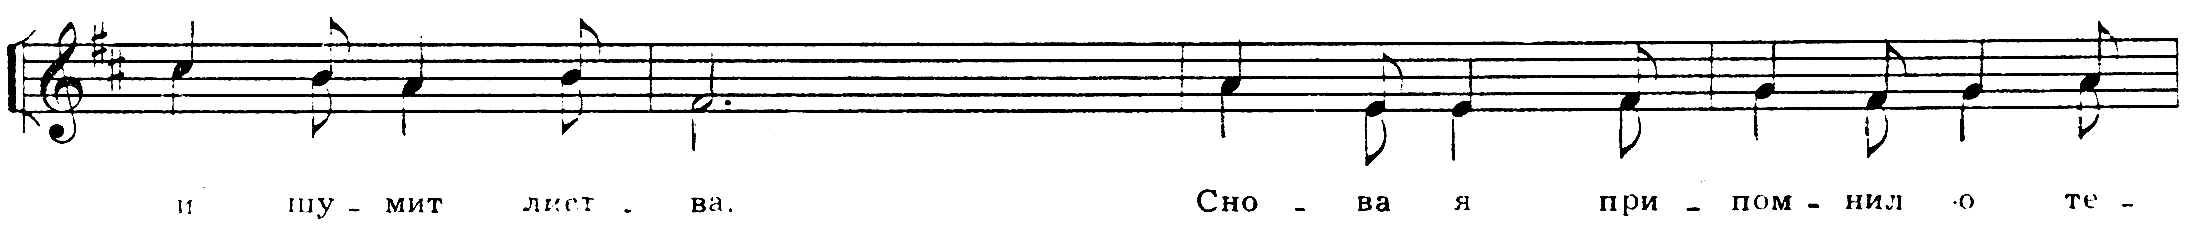 и шу - мит лист - ва. Сно - ва я при - пом - нил о те -